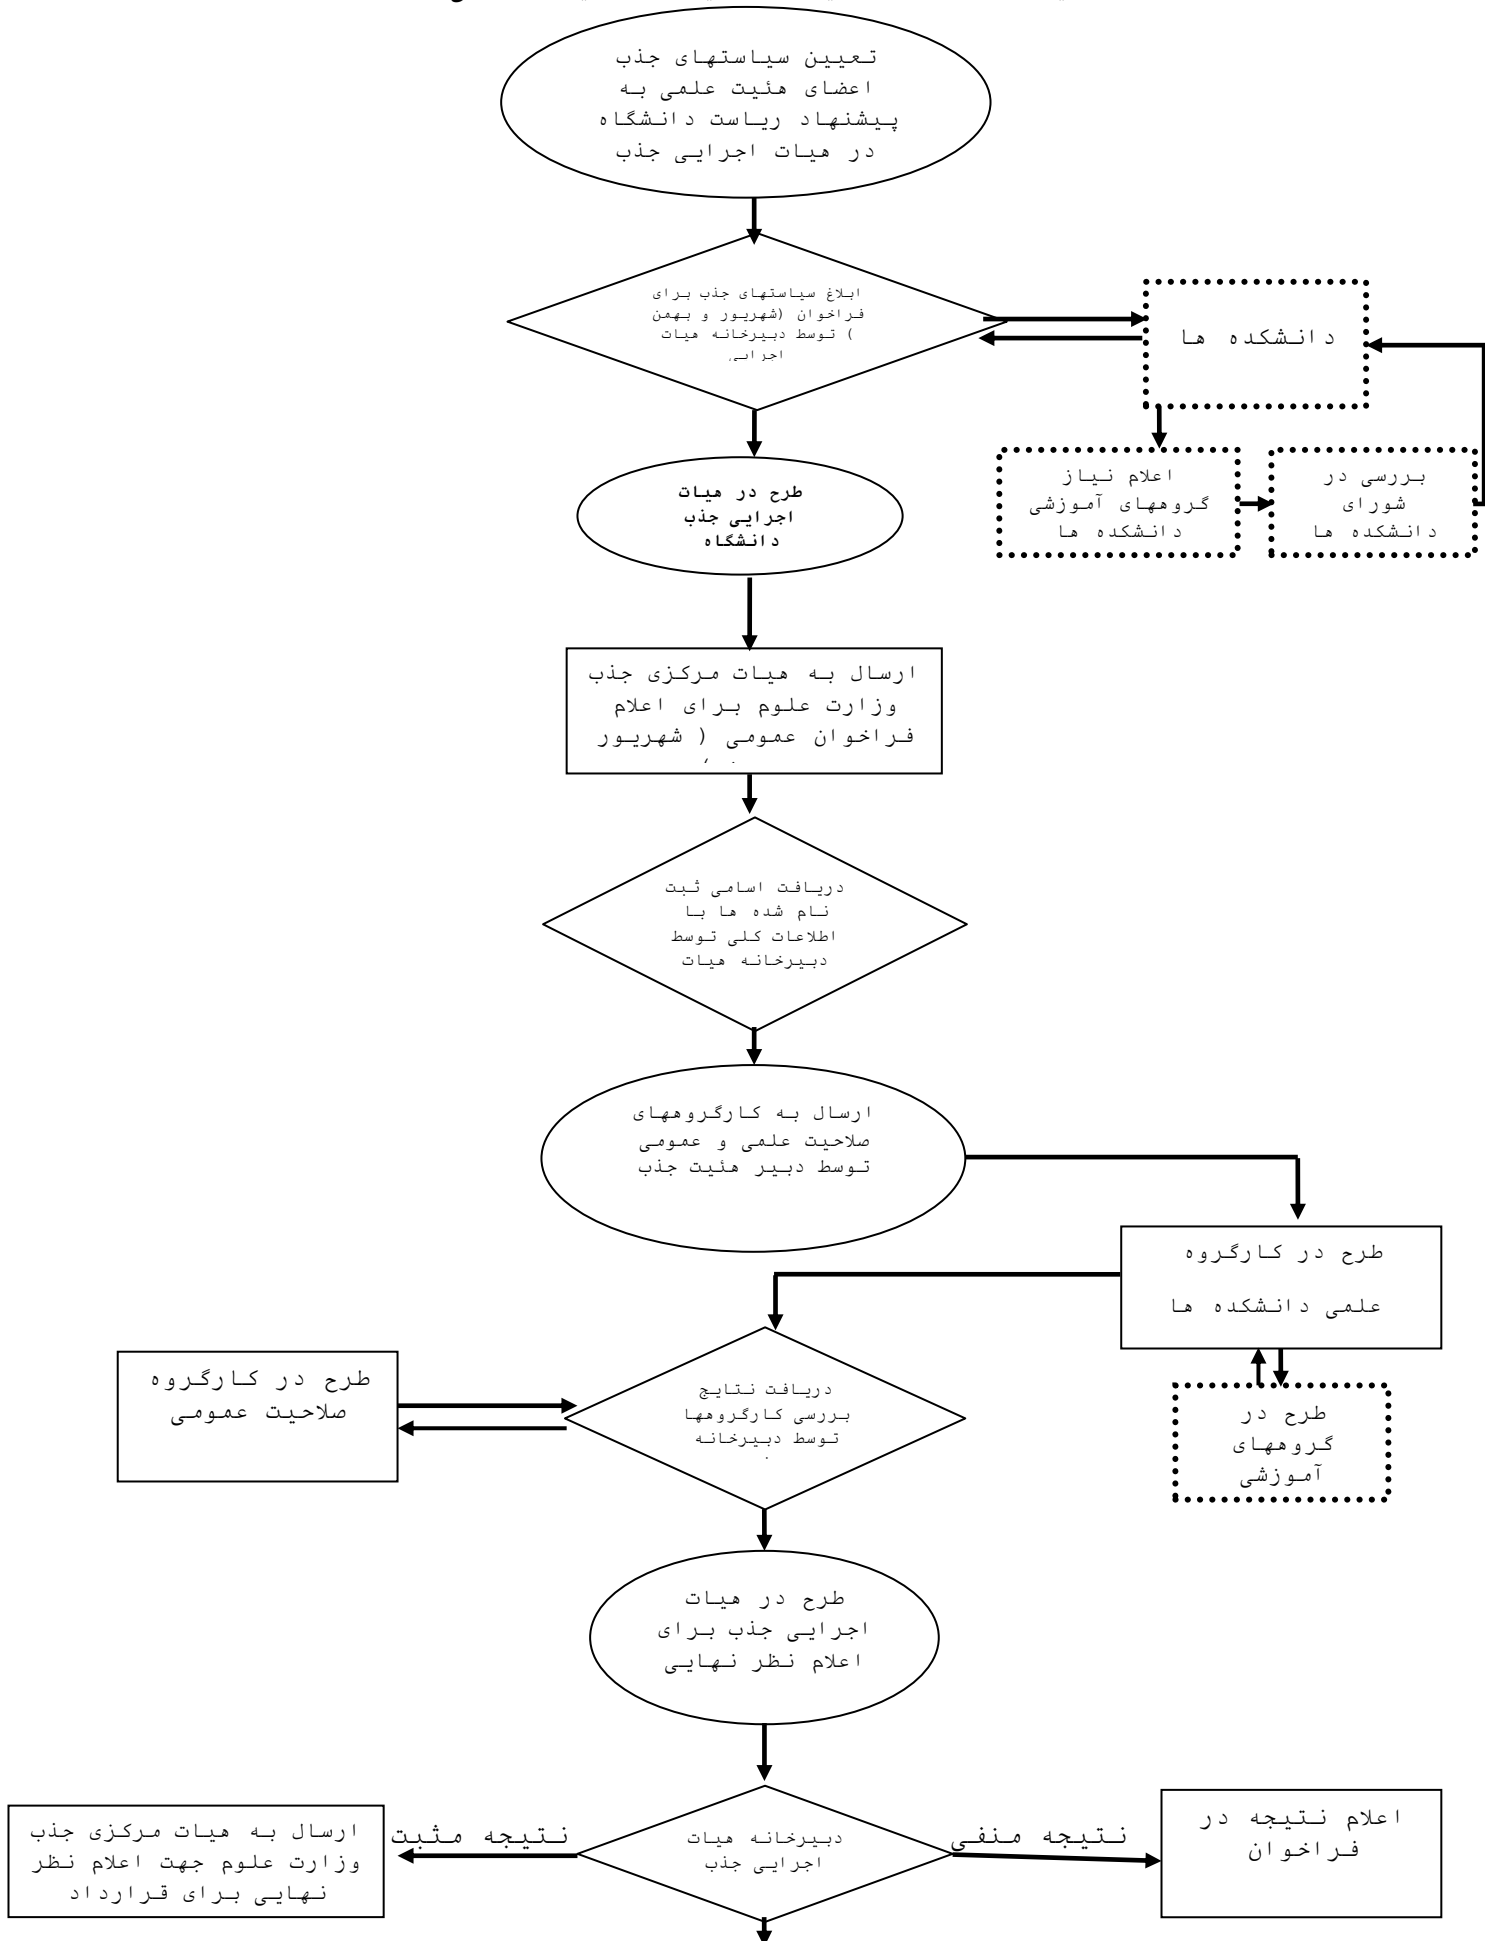 تعیین سیاستهای جذب
اعضای هئیت علمی به
پیشنهاد ریاست دانشگاه
در هیات اجرایی جذب
ابلاغ سیاستهای جذب برای
فراخوان (شهریور و بهمن
) توسط دبیرخانه هیات
اجرایی
دانشکده ها
اعلام نیاز
گروههای آموزشی
دانشکده ها
بررسی در
شورای
دانشکده ها
طرح در هیات
اجرایی جذب
دانشگاه
ارسال به هیات مرکزی جذب
وزارت علوم برای اعلام
فراخوان عمومی ( شهریور
دریافت اسامی ثبت
نام شده ها با
اطلاعات کلی توسط
دبیرخانه هیات
ارسال به کارگروههای
صلاحیت علمی و عمومی
توسط دبیر هئیت جذب
طرح در کارگروه
علمی دانشکده ها
طرح در کارگروه
صلاحیت عمومی
دریافت نتایج
بررسی کارگروهها
توسط دبیرخانه
طرح در
گروههای
آموزشی
طرح در هیات
اجرایی جذب برای
اعلام نظر نهایی
اعلام نتیجه در
فراخوان
نتیجه منفی
دبیرخانه هیات
اجرایی جذب
نتیجه مثبت
ارسال به هیات مرکزی جذب
وزارت علوم جهت اعلام نظر
نهایی برای قرارداد